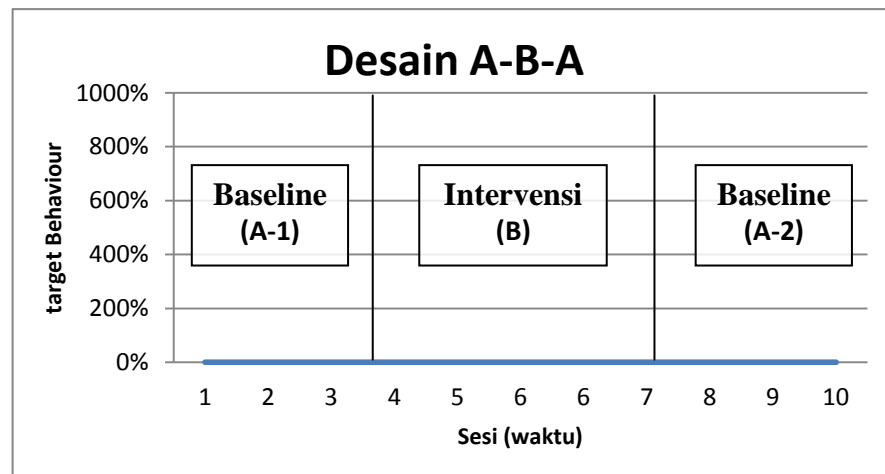 Desain A-B-A
target Behaviour
1000%
800%
600%
400%
200%
0%
Baseline
(A-1)
Intervensi
(B)
Baseline
(A-2)
1 2 3 4 5 6 6 7 8 9 10
Sesi (waktu)